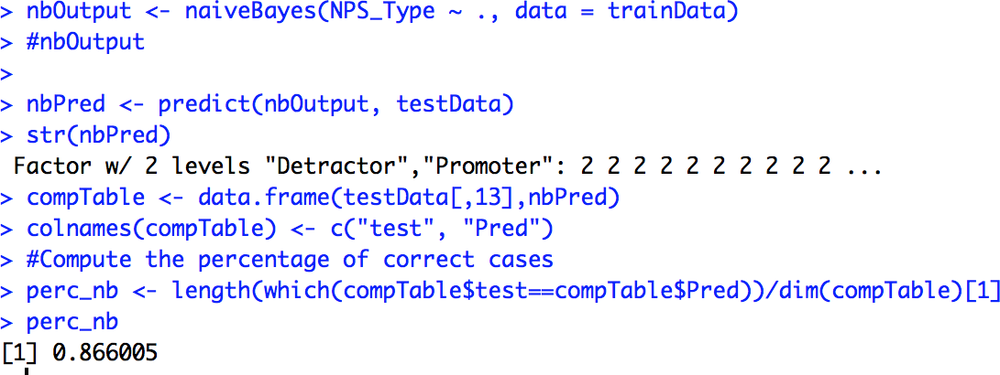 > nbOutput <- naiveBayes(NPS_Type ~ ., data = trainData)
> #nbOutput
>
> nbPred <- predict(nbOutput, testData)
> str(nbPred)
 Factor w/ 2 levels "Detractor","Promoter": 2 2 2 2 2 2 2 2 2 2 ...
> compTable <- data.frame(testData[,13],nbPred)
> colnames(compTable) <- c("test", "Pred")
> #Compute the percentage of correct cases
> perc_nb <- length(which(compTable$test==compTable$Pred))/dim(compTable)[1]
> perc_nb
[1] 0.866005